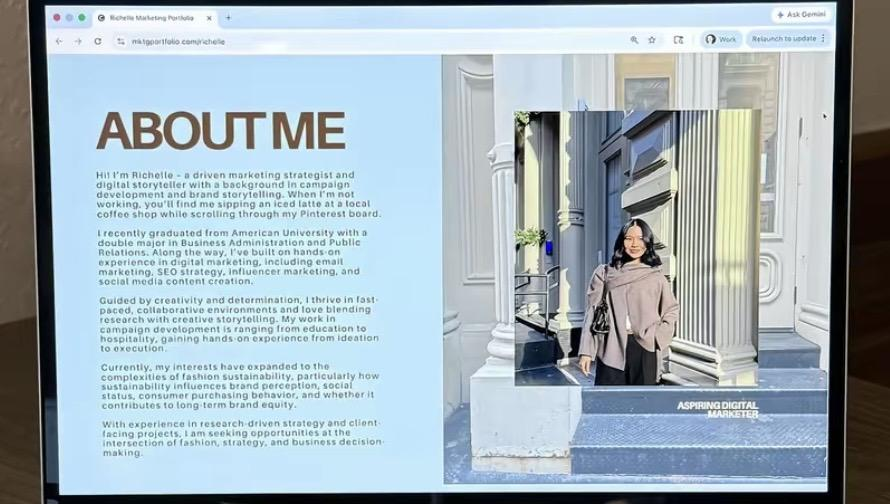 Richelle Marketing Portfolio
Ask Gemini
mktgportfolio.com/richelle
Work
Relaunch to update
ABOUT ME
Hi! I'm Richelle - a driven marketing strategist and
digital storyteller with a background in campaign
development and brand storytelling. When I'm not
working, you'll find me sipping an iced latte at a local
coffee shop while scrolling through my Pinterest board.
I recently graduated from American University with a
double major in Business Administration and Public
Relations. Along the way, I've built on hands-on
experience in digital marketing, including email
marketing, SEO strategy, influencer marketing, and
social media content creation.
Guided by creativity and determination, I thrive in fast-
paced, collaborative environments and love blending
research with creative storytelling. My work in
campaign development is ranging from education to
hospitality, gaining hands-on experience from ideation
to execution.
Currently, my interests have expanded to the
complexities of fashion sustainability, particularly how
sustainability influences brand perception, social
status, consumer purchasing behavior, and whether it
contributes to long-term brand equity.
With experience in research-driven strategy and client-
facing projects, I am seeking opportunities at the
intersection of fashion, strategy, and business decision-
making.
ASPIRING DIGITAL
MARKETER